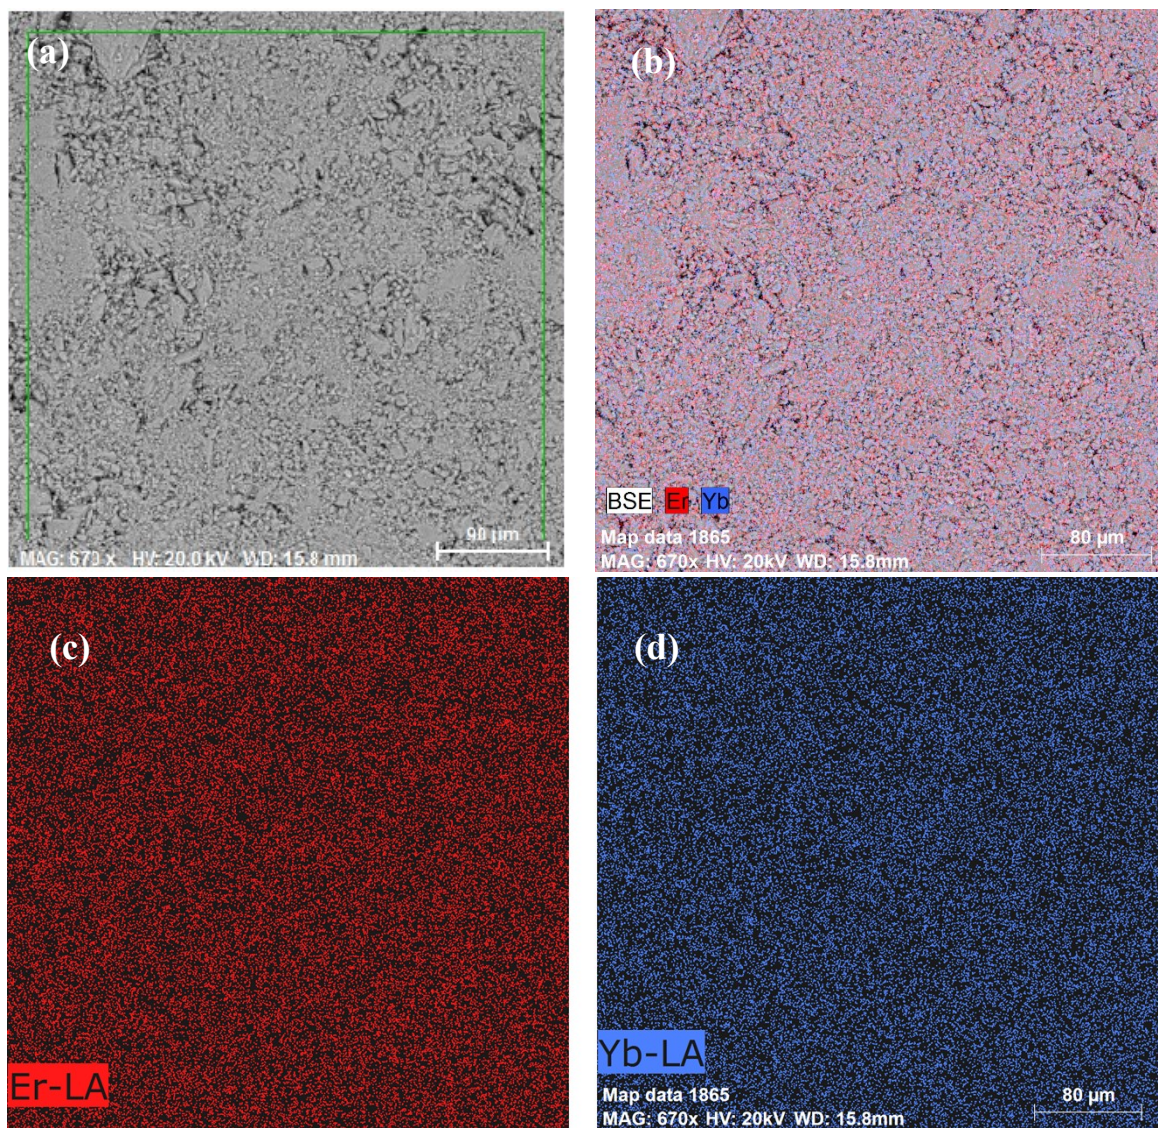 (a)
90 µm
MAG: 670 x HV: 20.0 kV WD: 15.8 mm
(b)
BSE Er Yb
Map data 1865
MAG: 670x HV: 20kV WD: 15.8mm
80 µm
(c)
Er-LA
(d)
Yb-LA
Map data 1865
MAG: 670x HV: 20kV WD: 15.8mm
80 µm